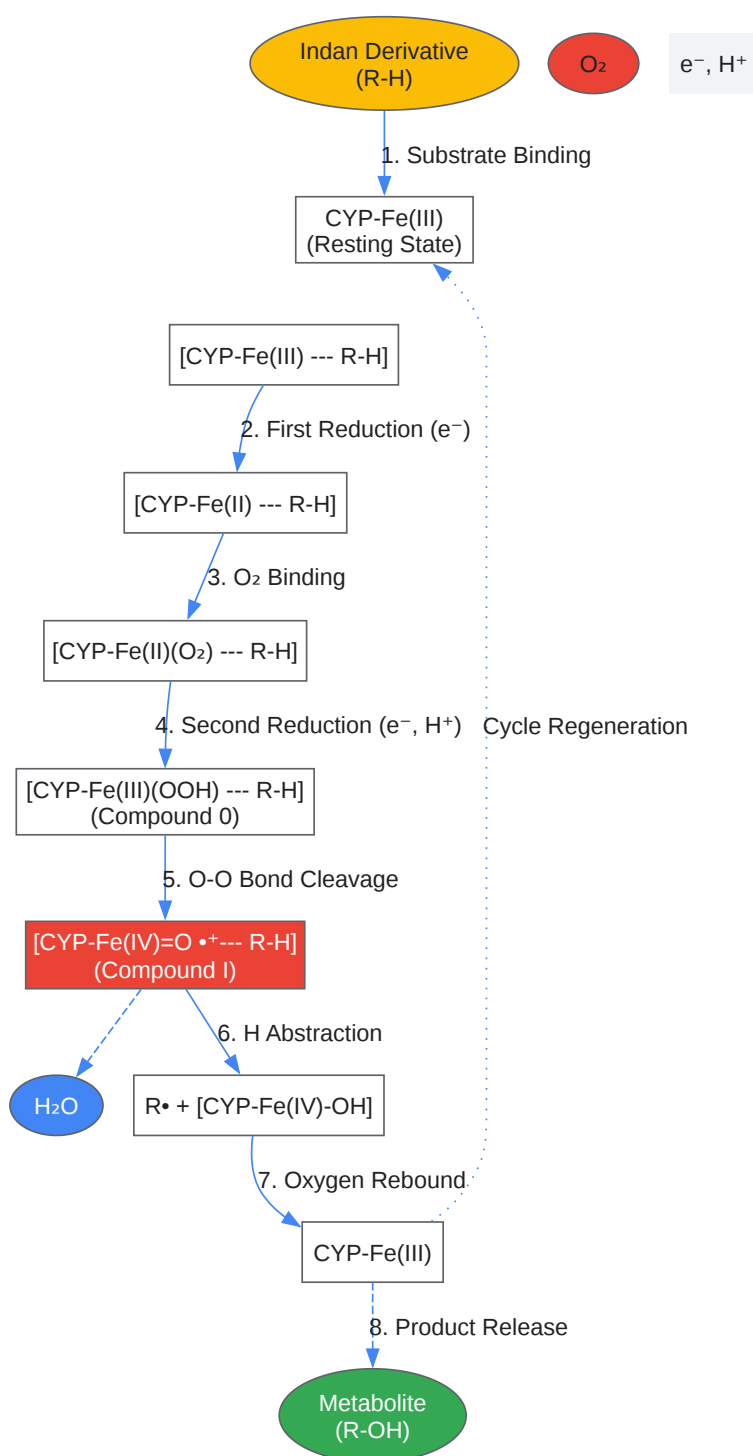 Indan Derivative
(R-H)
O₂
e⁻, H⁺
1. Substrate Binding
CYP-Fe(III)
(Resting State)
[CYP-Fe(III) --- R-H]
2. First Reduction (e⁻)
[CYP-Fe(II) --- R-H]
3. O₂ Binding
[CYP-Fe(II)(O₂) --- R-H]
4. Second Reduction (e⁻, H⁺)
Cycle Regeneration
[CYP-Fe(III)(OOH) --- R-H]
(Compound 0)
5. O-O Bond Cleavage
[CYP-Fe(IV)=O •⁺--- R-H]
(Compound I)
6. H Abstraction
H₂O
R• + [CYP-Fe(IV)-OH]
7. Oxygen Rebound
CYP-Fe(III)
8. Product Release
Metabolite
(R-OH)